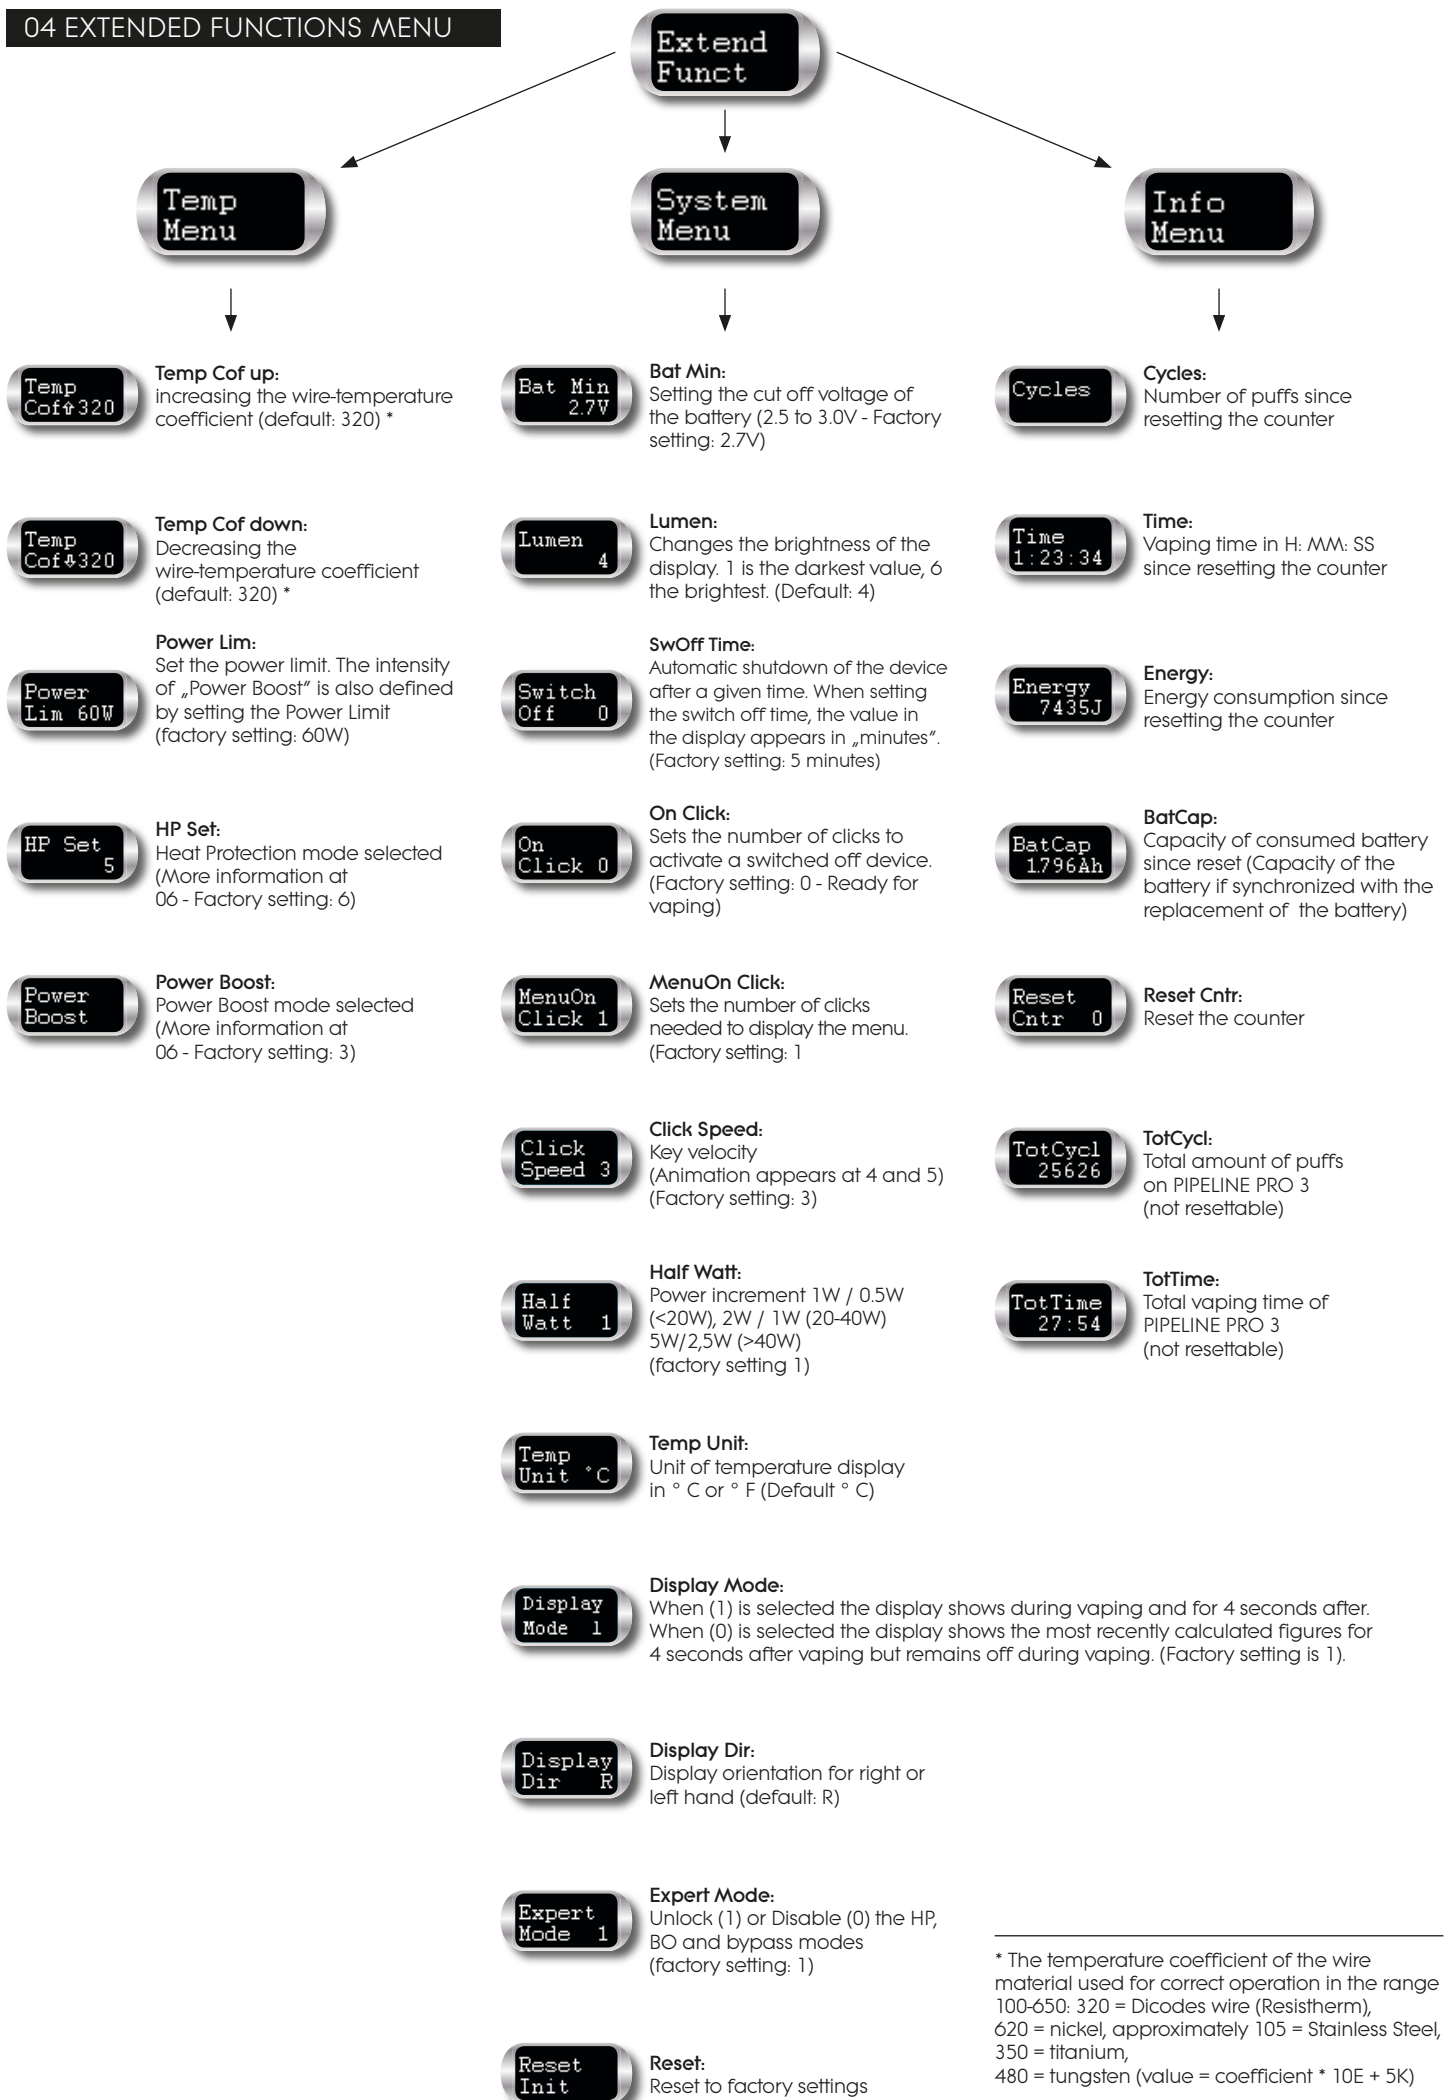 04 EXTENDED FUNCTIONS MENU
Extend
Funct
Temp
Menu
System
Menu
Info
Menu
Temp
Cof⇧320
Temp Cof up:
increasing the wire-temperature
coefficient (default: 320) *
Temp
Cof⇩320
Temp Cof down:
Decreasing the
wire-temperature coefficient
(default: 320) *
Power
Lim 60W
Power Lim:
Set the power limit. The intensity
of „Power Boost" is also defined
by setting the Power Limit
(factory setting: 60W)
HP Set
5
HP Set:
Heat Protection mode selected
(More information at
06 - Factory setting: 6)
Power
Boost
Power Boost:
Power Boost mode selected
(More information at
06 - Factory setting: 3)
Bat Min
2.7V
Bat Min:
Setting the cut off voltage of
the battery (2.5 to 3.0V - Factory
setting: 2.7V)
Lumen
4
Lumen:
Changes the brightness of the
display. 1 is the darkest value, 6
the brightest. (Default: 4)
Switch
Off 0
SwOff Time:
Automatic shutdown of the device
after a given time. When setting
the switch off time, the value in
the display appears in „minutes".
(Factory setting: 5 minutes)
On
Click 0
On Click:
Sets the number of clicks to
activate a switched off device.
(Factory setting: 0 - Ready for
vaping)
MenuOn
Click 1
MenuOn Click:
Sets the number of clicks
needed to display the menu.
(Factory setting: 1
Click
Speed 3
Click Speed:
Key velocity
(Animation appears at 4 and 5)
(Factory setting: 3)
Half
Watt 1
Half Watt:
Power increment 1W / 0.5W
(<20W), 2W / 1W (20-40W)
5W/2,5W (>40W)
(factory setting 1)
Temp
Unit °C
Temp Unit:
Unit of temperature display
in ° C or ° F (Default ° C)
Display
Mode 1
Display Mode:
When (1) is selected the display shows during vaping and for 4 seconds after.
When (0) is selected the display shows the most recently calculated figures for
4 seconds after vaping but remains off during vaping. (Factory setting is 1).
Display
Dir R
Display Dir:
Display orientation for right or
left hand (default: R)
Expert
Mode 1
Expert Mode:
Unlock (1) or Disable (0) the HP,
BO and bypass modes
(factory setting: 1)
Reset
Init
Reset:
Reset to factory settings
Cycles
Cycles:
Number of puffs since
resetting the counter
Time
1:23:34
Time:
Vaping time in H: MM: SS
since resetting the counter
Energy
7435J
Energy:
Energy consumption since
resetting the counter
BatCap
1.796Ah
BatCap:
Capacity of consumed battery
since reset (Capacity of the
battery if synchronized with the
replacement of the battery)
Reset
Cntr 0
Reset Cntr:
Reset the counter
TotCycl
25626
TotCycl:
Total amount of puffs
on PIPELINE PRO 3
(not resettable)
TotTime
27:54
TotTime:
Total vaping time of
PIPELINE PRO 3
(not resettable)
* The temperature coefficient of the wire
material used for correct operation in the range
100-650: 320 = Dicodes wire (Resistherm),
620 = nickel, approximately 105 = Stainless Steel,
350 = titanium,
480 = tungsten (value = coefficient * 10E + 5K)